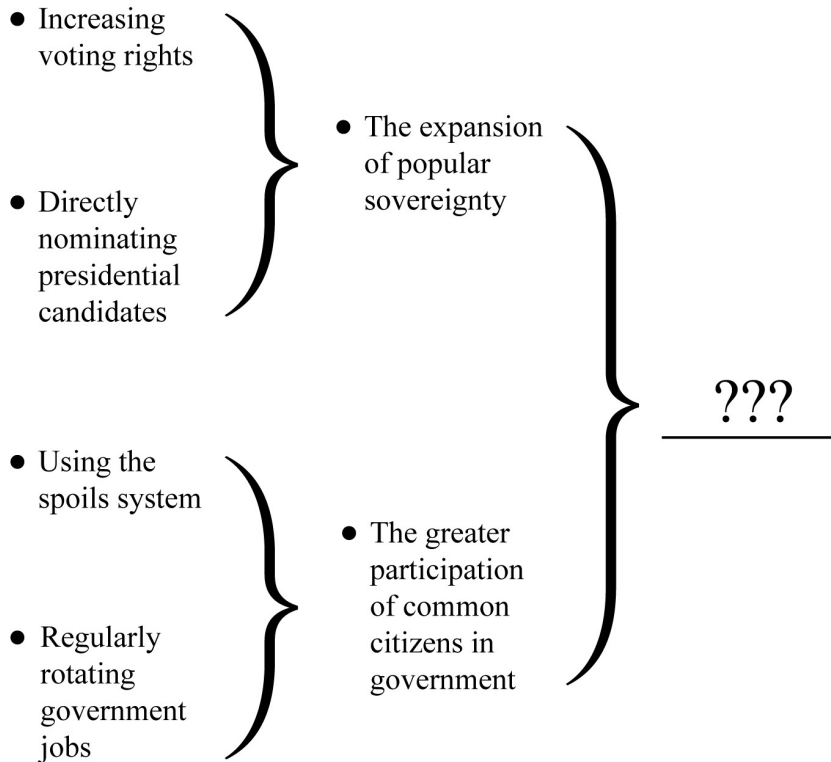 ● Increasing
voting rights
● Directly
nominating
presidential
candidates
● The expansion
of popular
sovereignty
● Using the
spoils system
● Regularly
rotating
government
jobs
● The greater
participation
of common
citizens in
government
???